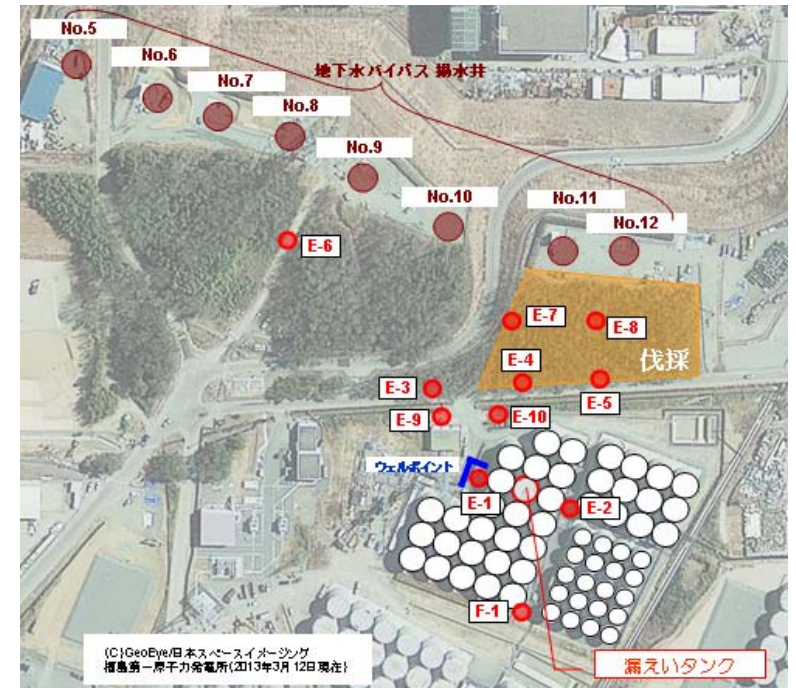 No.5
No.6
No.7
No.8
地下水バイパス 揚水井
No.9
No.10
No.11
No.12
E-6
E-7
E-8
伐採
E-4
E-3
E-5
E-9
E-10
ウェルポイント
E-1
E-2
F-1
漏えいタンク
(C)GeoEye/日本スペースイメージング
福島第一原子力発電所(2013年3月12日現在)